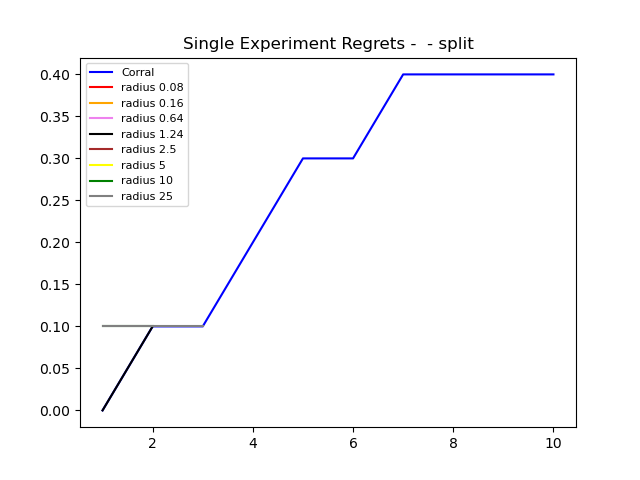 Single Experiment Regrets -  - split
0.40
0.35
0.30
0.25
0.20
0.15
0.10
0.05
0.00
Corral
radius 0.08
radius 0.16
radius 0.64
radius 1.24
radius 2.5
radius 5
radius 10
radius 25
2
4
6
8
10